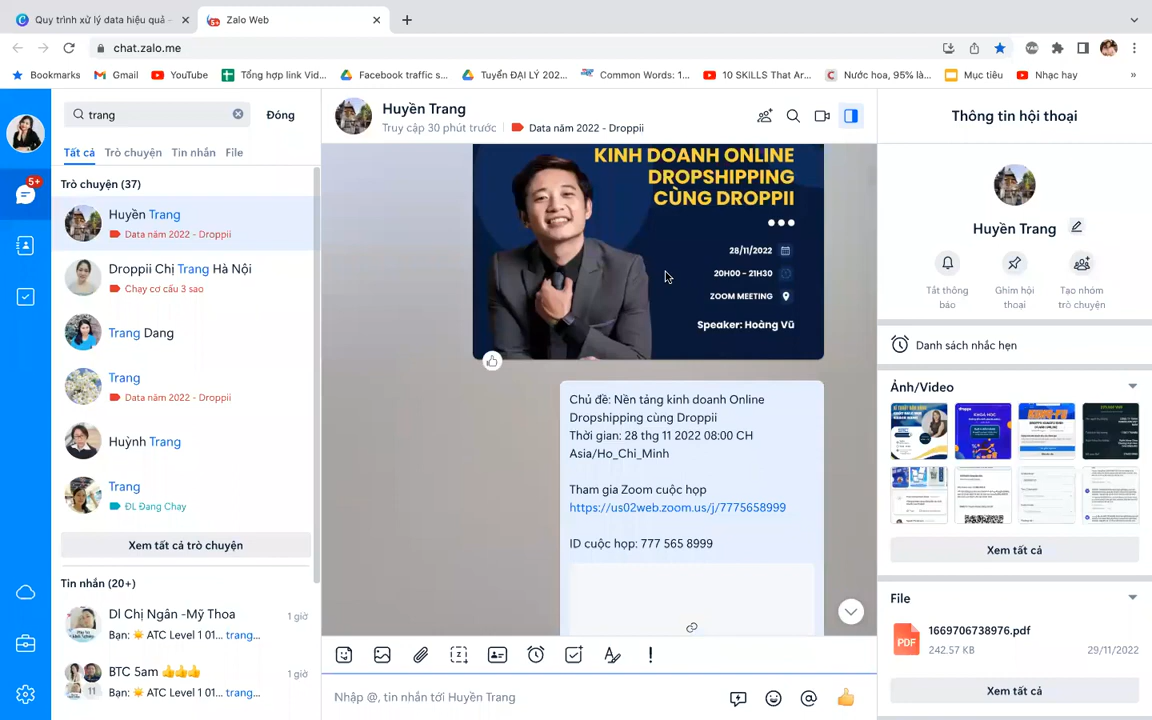 Quy trình xử lý data hiệu quả –
Zalo Web
chat.zalo.me
Bookmarks
Gmail
YouTube
Tổng hợp link Vid...
Facebook traffic s...
Tuyển ĐẠI LÝ 202...
Common Words: 1...
10 SKILLS That Ar...
Nước hoa, 95% là...
Mục tiêu
Nhạc hay
»
5+
trang
Đóng
Tất cả
Trò chuyện
Tin nhắn
File
Trò chuyện (37)
Huyền Trang
Data năm 2022 - Droppii
Droppii Chị Trang Hà Nội
Chạy cơ cấu 3 sao
Trang Dang
Trang
Data năm 2022 - Droppii
Huỳnh Trang
Trang
ĐL Đang Chạy
Xem tất cả trò chuyện
Tin nhắn (20+)
Dl Chị Ngân -Mỹ Thoa
1 giờ
Bạn: ATC Level 1 01... trang...
BTC 5am 👍👍👍
1 giờ
11
Bạn: ATC Level 1 01... trang...
Huyền Trang
Truy cập 30 phút trước
Data năm 2022 - Droppii
KINH DOANH ONLINE
DROPSHIPPING
CÙNG DROPPII
28/11/2022
20H00 - 21H30
ZOOM MEETING
Speaker: Hoàng Vũ
Chủ đề: Nền tảng kinh doanh Online
Dropshipping cùng Droppii
Thời gian: 28 thg 11 2022 08:00 CH
Asia/Ho_Chi_Minh
Tham gia Zoom cuộc họp
https://us02web.zoom.us/j/7775658999
ID cuộc họp: 777 565 8999
Nhập @, tin nhắn tới Huyền Trang
Thông tin hội thoại
Huyền Trang
Tắt thông
báo
Ghim hội
thoại
Tạo nhóm
trò chuyện
Danh sách nhắc hẹn
Ảnh/Video
Xem tất cả
File
PDF
1669706738976.pdf
242.57 KB
29/11/2022
Xem tất cả